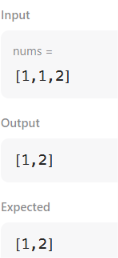 Input
nums =
[1,1,2]
Output
[1,2]
Expected
[1,2]